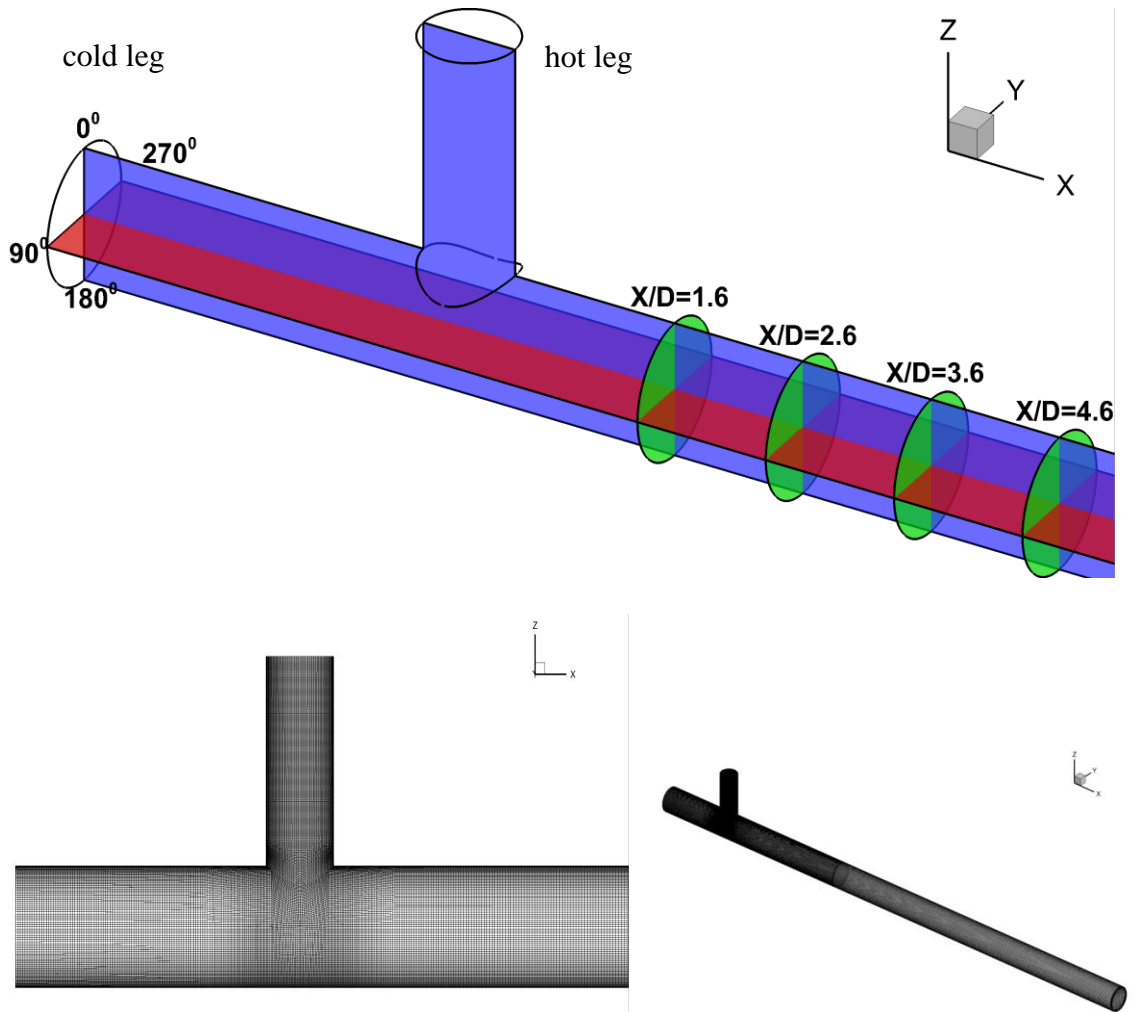 cold leg
hot leg
Z
Y
X
0⁰
270⁰
90⁰
180⁰
X/D=1.6
X/D=2.6
X/D=3.6
X/D=4.6
Z
Y
X
Z
Y
X